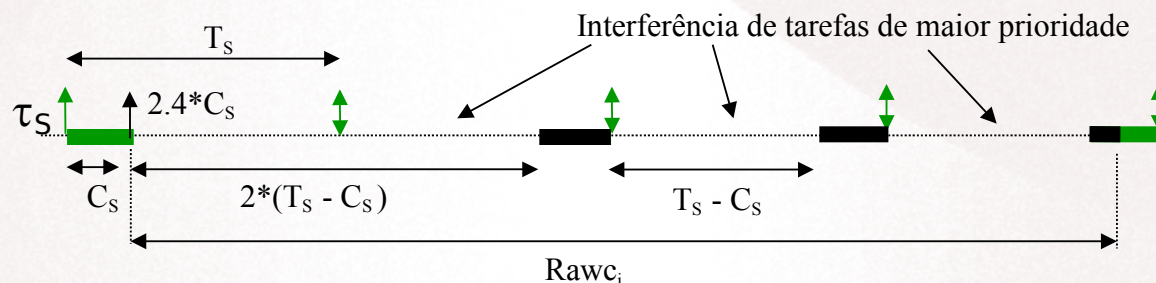 T_S
Interferência de tarefas de maior prioridade
τ_S
2.4*C_S
C_S
2*(T_S - C_S)
T_S - C_S
Rawc_i